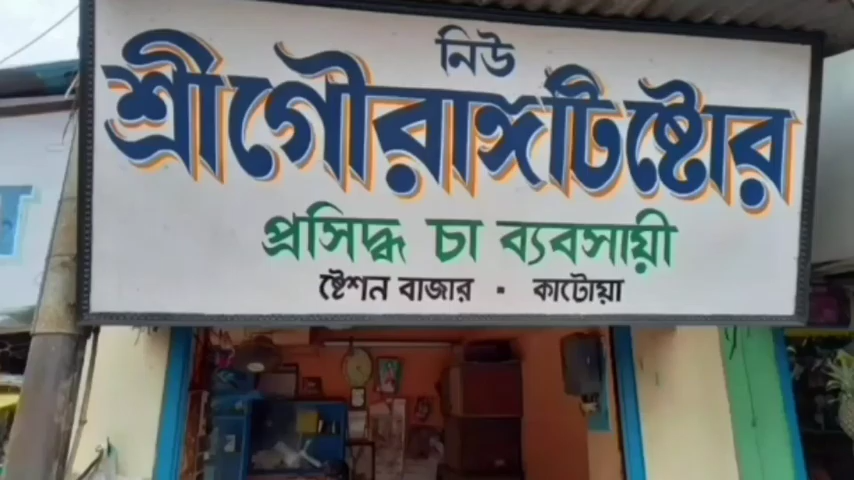 নিউ
শ্রীগৌরাঙ্গটিষ্টোর
প্রসিদ্ধ চা ব্যবসায়ী
ষ্টেশন বাজার · কাটোয়া